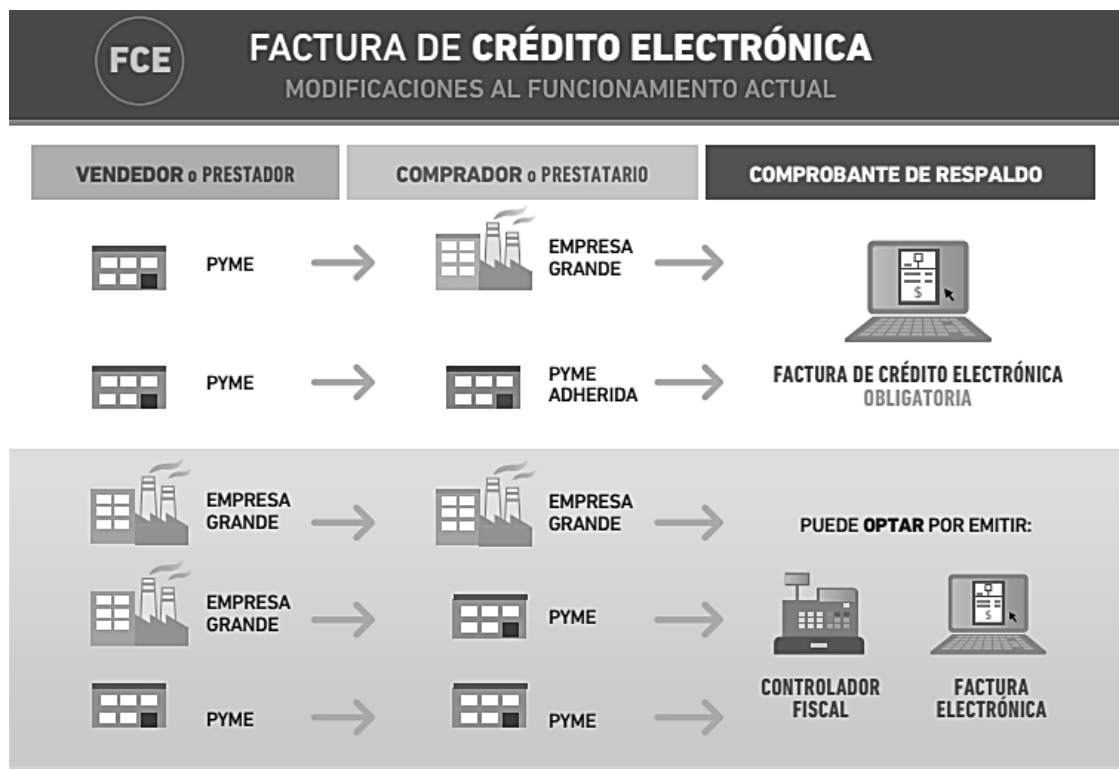 FCE
FACTURA DE CRÉDITO ELECTRÓNICA
MODIFICACIONES AL FUNCIONAMIENTO ACTUAL
VENDEDOR o PRESTADOR
COMPRADOR o PRESTATARIO
COMPROBANTE DE RESPALDO
PYME
EMPRESA
GRANDE
$
PYME
PYME
ADHERIDA
FACTURA DE CRÉDITO ELECTRÓNICA
OBLIGATORIA
EMPRESA
GRANDE
EMPRESA
GRANDE
PUEDE OPTAR POR EMITIR:
EMPRESA
GRANDE
PYME
$
PYME
PYME
CONTROLADOR
FISCAL
FACTURA
ELECTRÓNICA